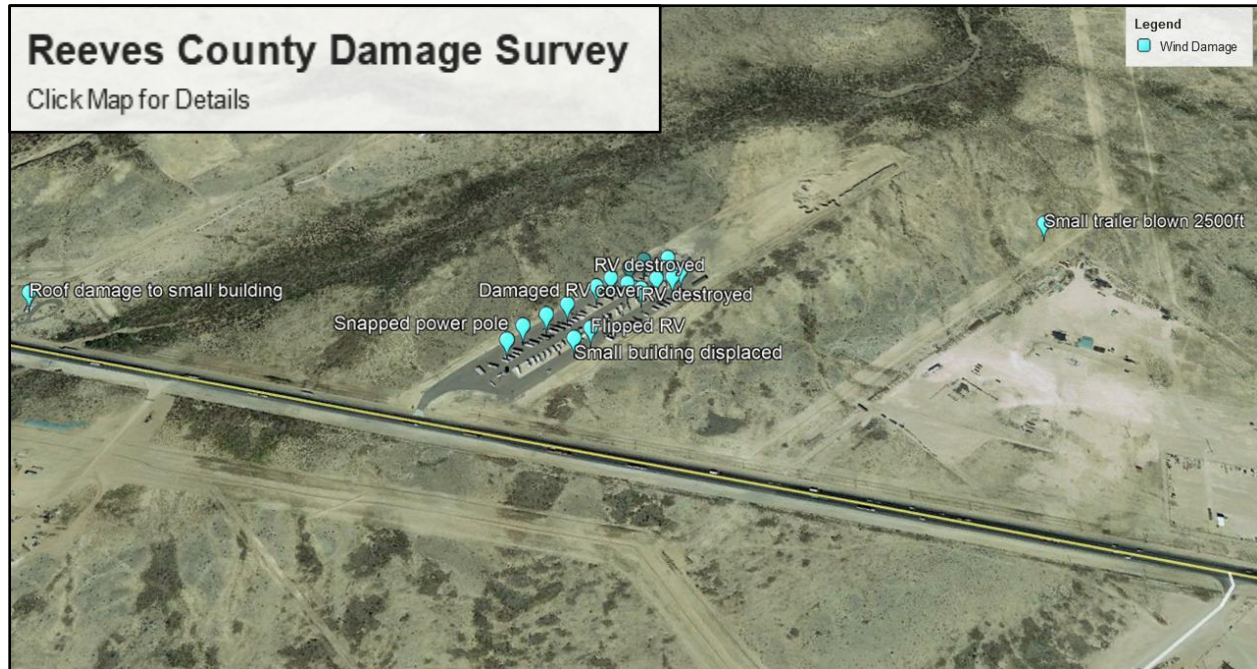 Reeves County Damage Survey
Click Map for Details
Legend
Wind Damage
Small trailer blown 2500ft
RV destroyed
Roof damage to small building
Damaged RV cover
RV destroyed
Snapped power pole
Flipped RV
Small building displaced